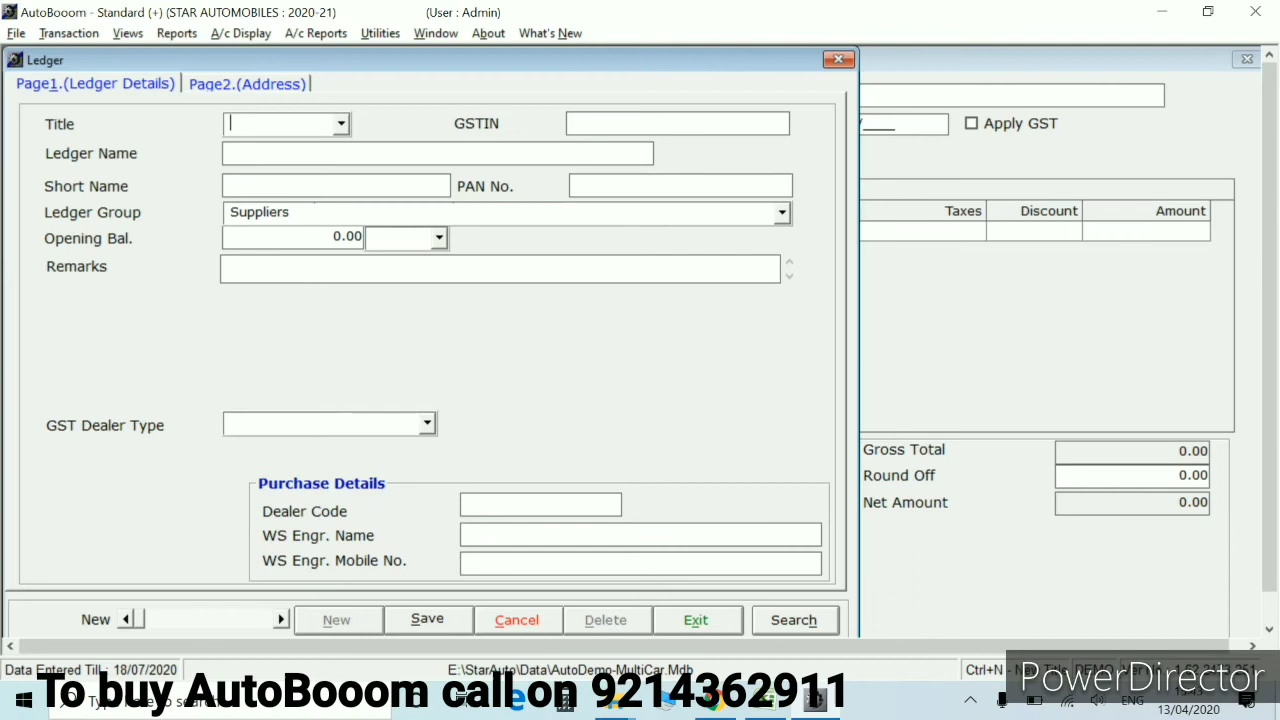 AutoBooom - Standard (+) (STAR AUTOMOBILES : 2020-21) (User : Admin)
File Transaction Views Reports A/c Display A/c Reports Utilities Window About What's New
Ledger
Page1.(Ledger Details) Page2.(Address)
Title GSTIN
Apply GST
Ledger Name
Short Name PAN No.
Ledger Group Suppliers
Taxes Discount Amount
Opening Bal. 0.00
Remarks
GST Dealer Type
Gross Total 0.00
Round Off 0.00
Purchase Details
Net Amount 0.00
Dealer Code
WS Engr. Name
WS Engr. Mobile No.
New New Save Cancel Delete Exit Search
Data Entered Till : 18/07/2020 E:\StarAuto\Data\AutoDemo-MultiCar.Mdb Ctrl+N - New
PowerDirector
To buy AutoBooom call on 9214362911
ENG
13/04/2020